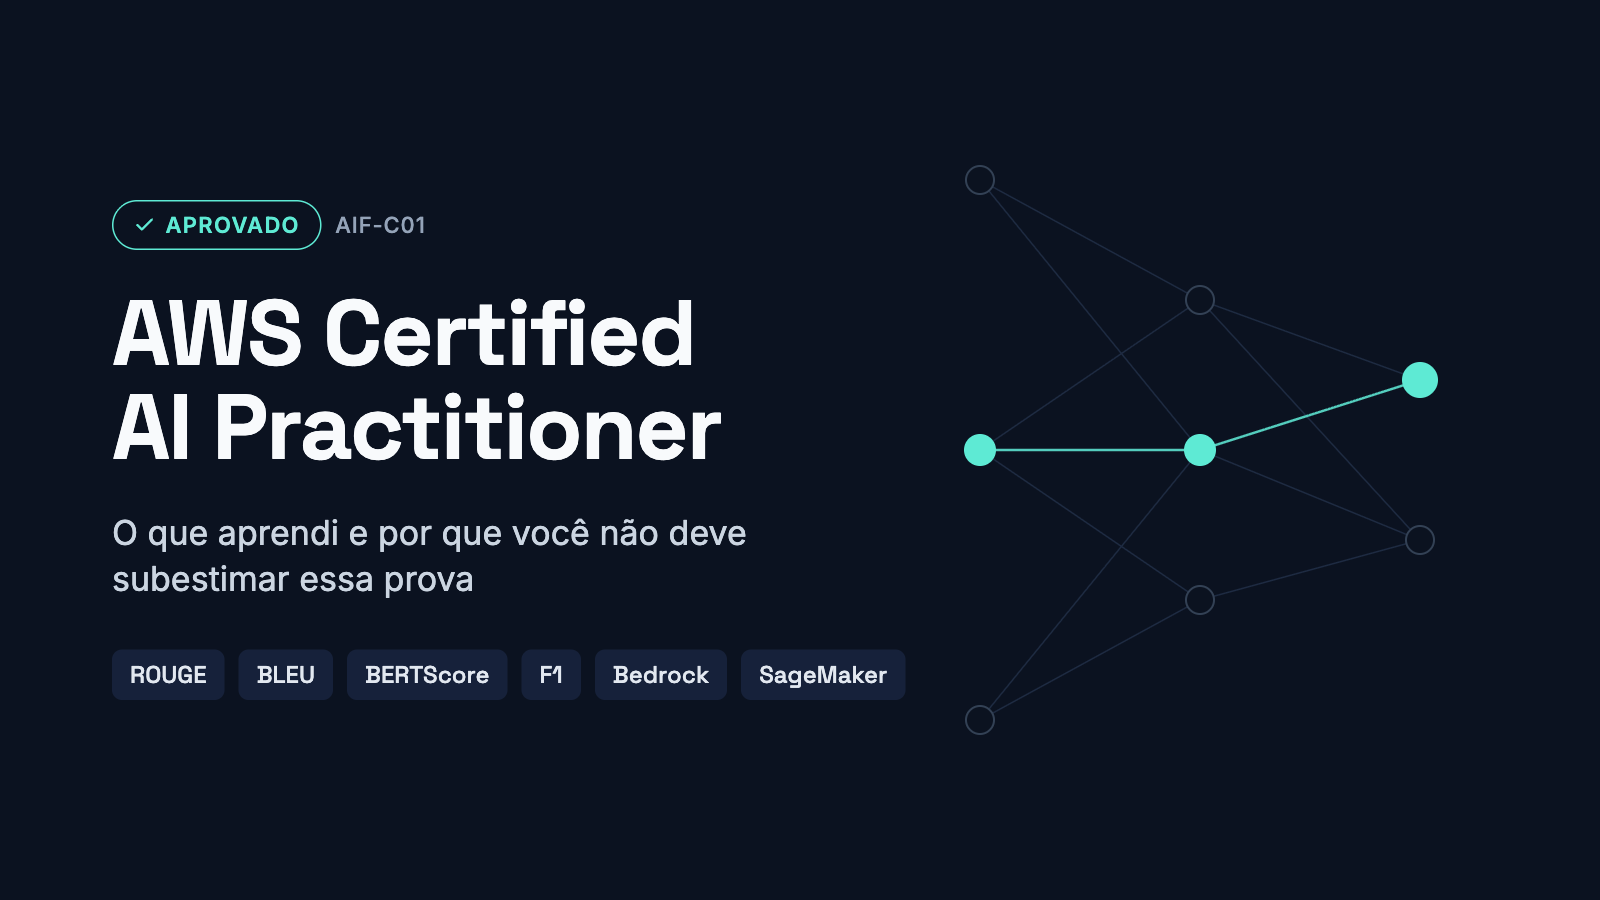 APROVADO AIF-C01
AWS Certified
AI Practitioner
O que aprendi e por que você não deve
subestimar essa prova
ROUGE BLEU BERTScore F1 Bedrock SageMaker